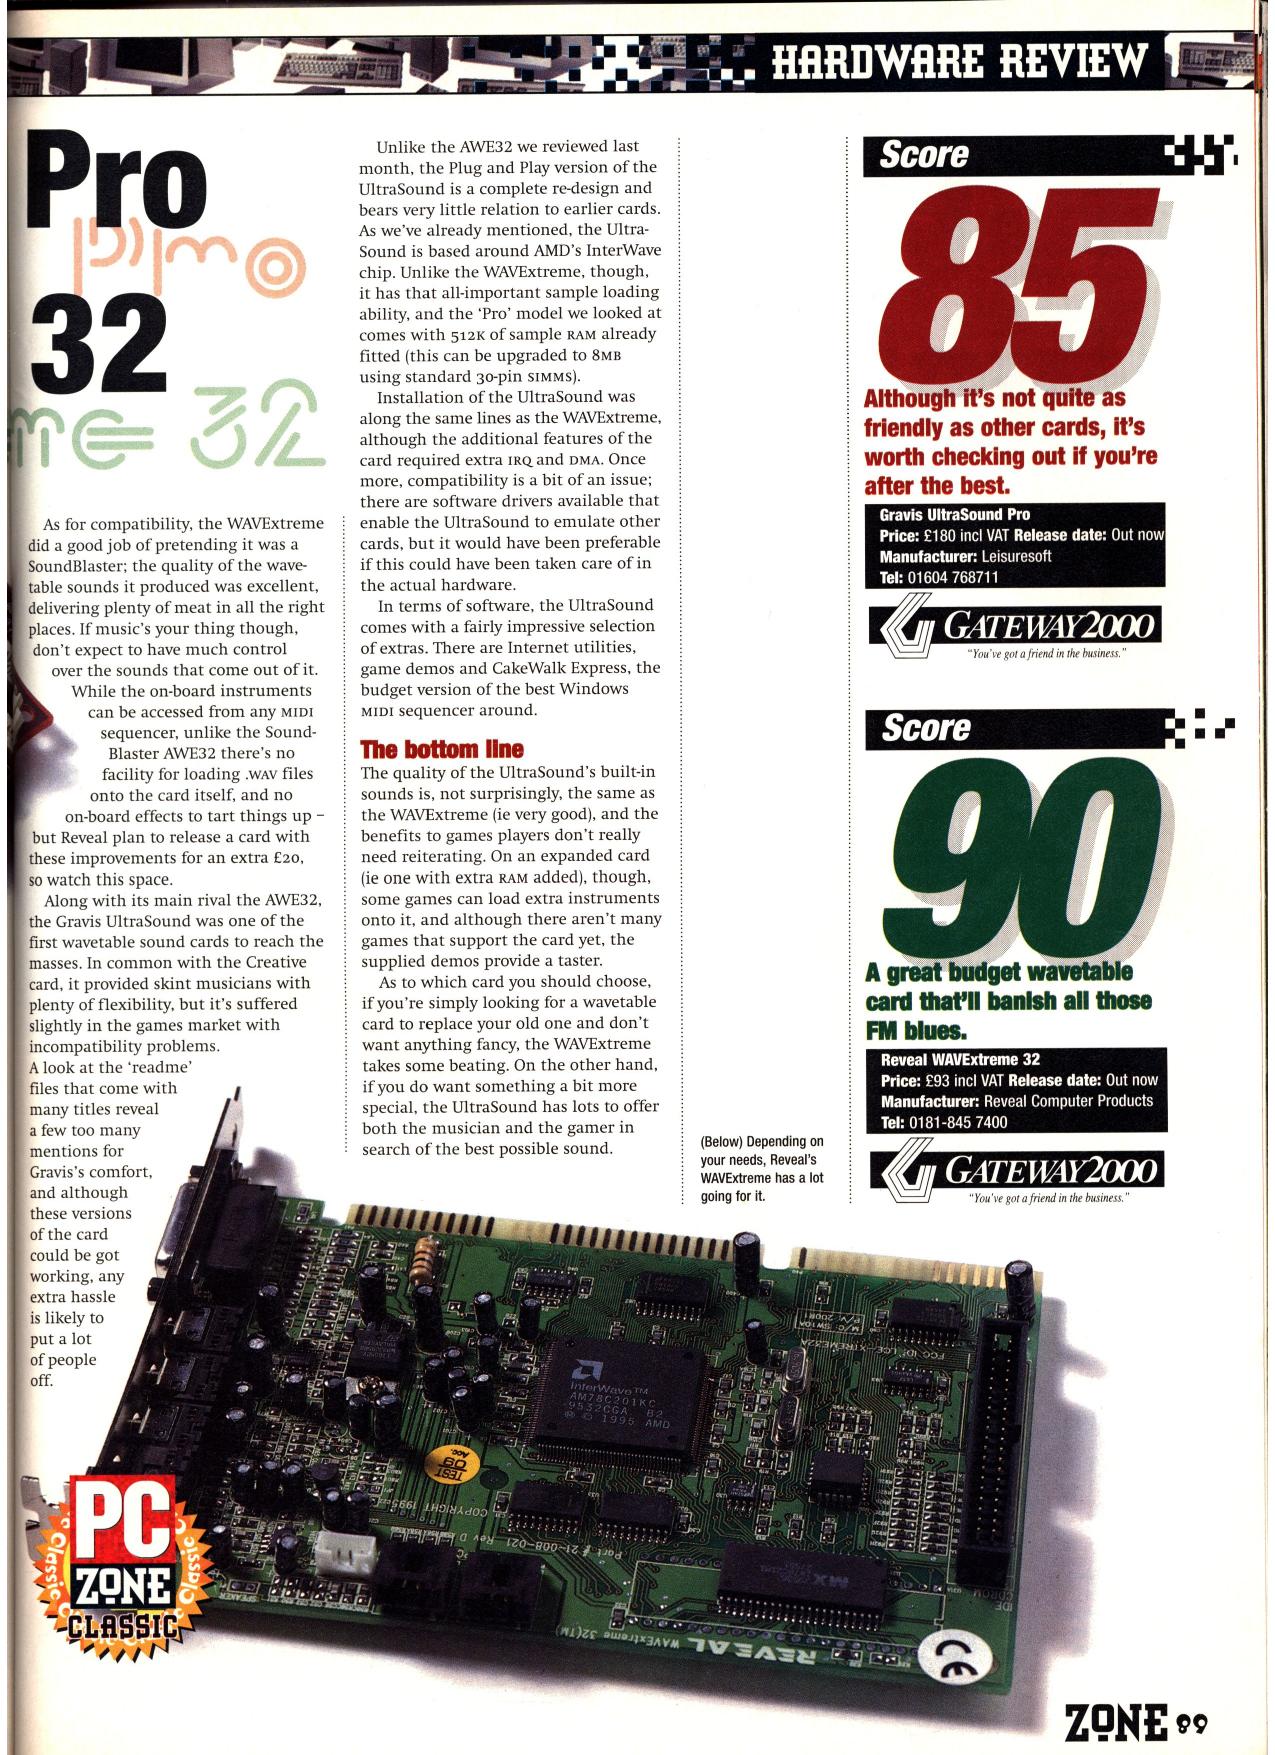 HARDWARE REVIEW
Pro
Pro
32
me 32
As for compatibility, the WAVExtreme
did a good job of pretending it was a
SoundBlaster; the quality of the wave-
table sounds it produced was excellent,
delivering plenty of meat in all the right
places. If music's your thing though,
don't expect to have much control
over the sounds that come out of it.
While the on-board instruments
can be accessed from any MIDI
sequencer, unlike the Sound-
Blaster AWE32 there's no
facility for loading .WAV files
onto the card itself, and no
on-board effects to tart things up –
but Reveal plan to release a card with
these improvements for an extra £20,
so watch this space.
Along with its main rival the AWE32,
the Gravis UltraSound was one of the
first wavetable sound cards to reach the
masses. In common with the Creative
card, it provided skint musicians with
plenty of flexibility, but it's suffered
slightly in the games market with
incompatibility problems.
A look at the 'readme'
files that come with
many titles reveal
a few too many
mentions for
Gravis's comfort,
and although
these versions
of the card
could be got
working, any
extra hassle
is likely to
put a lot
of people
off.
Unlike the AWE32 we reviewed last
month, the Plug and Play version of the
UltraSound is a complete re-design and
bears very little relation to earlier cards.
As we've already mentioned, the Ultra-
Sound is based around AMD's InterWave
chip. Unlike the WAVExtreme, though,
it has that all-important sample loading
ability, and the 'Pro' model we looked at
comes with 512K of sample RAM already
fitted (this can be upgraded to 8MB
using standard 30-pin SIMMS).
Installation of the UltraSound was
along the same lines as the WAVExtreme,
although the additional features of the
card required extra IRQ and DMA. Once
more, compatibility is a bit of an issue;
there are software drivers available that
enable the UltraSound to emulate other
cards, but it would have been preferable
if this could have been taken care of in
the actual hardware.
In terms of software, the UltraSound
comes with a fairly impressive selection
of extras. There are Internet utilities,
game demos and CakeWalk Express, the
budget version of the best Windows
MIDI sequencer around.
The bottom line
The quality of the UltraSound's built-in
sounds is, not surprisingly, the same as
the WAVExtreme (ie very good), and the
benefits to games players don't really
need reiterating. On an expanded card
(ie one with extra RAM added), though,
some games can load extra instruments
onto it, and although there aren't many
games that support the card yet, the
supplied demos provide a taster.
As to which card you should choose,
if you're simply looking for a wavetable
card to replace your old one and don't
want anything fancy, the WAVExtreme
takes some beating. On the other hand,
if you do want something a bit more
special, the UltraSound has lots to offer
both the musician and the gamer in
search of the best possible sound.
(Below) Depending on
your needs, Reveal's
WAVExtreme has a lot
going for it.
Score
85
Although it's not quite as
friendly as other cards, it's
worth checking out if you're
after the best.
Gravis UltraSound Pro
Price: £180 incl VAT Release date: Out now
Manufacturer: Leisuresoft
Tel: 01604 768711
GATEWAY2000
"You've got a friend in the business."
Score
90
A great budget wavetable
card that'll banish all those
FM blues.
Reveal WAVExtreme 32
Price: £93 incl VAT Release date: Out now
Manufacturer: Reveal Computer Products
Tel: 0181-845 7400
GATEWAY2000
"You've got a friend in the business."
InterWave™
AM78C201KC
9532CGA B2
© 1995 AMD
TEST
09
Acc.
COPYRIGHT 1995
Part # 21-008-021 Rev D
MX
REVEAL WAVExtreme 32(TM)
IDE
CDROM
CE
PC
ZONE
CLASSIC
Classic
Classic
ZONE 89